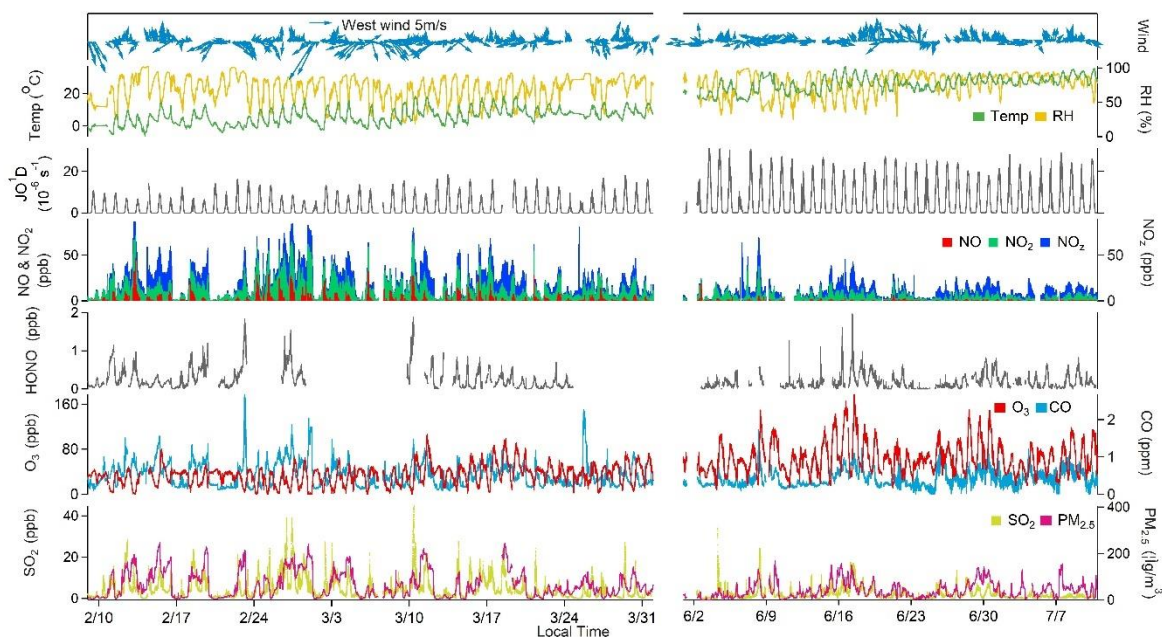 West wind 5m/s
Wind
Temp (°C)
20
0
100
50
0
RH (%)
Temp RH
JO¹D
(10⁻⁶ s⁻¹)
20
0
NO & NO₂
(ppb)
50
0
NO NO₂ NOz
50
0
NOz
(ppb)
HONO (ppb)
2
1
0
O₃ (ppb)
160
80
0
O₃ CO
2
1
0
CO
(ppm)
SO₂ (ppb)
40
20
0
SO₂ PM₂.₅
400
200
0
PM₂.₅ (¦Ìg/m³)
2/10 2/17 2/24 3/3 3/10 3/17 3/24 3/31 6/2 6/9 6/16 6/23 6/30 7/7
Local Time